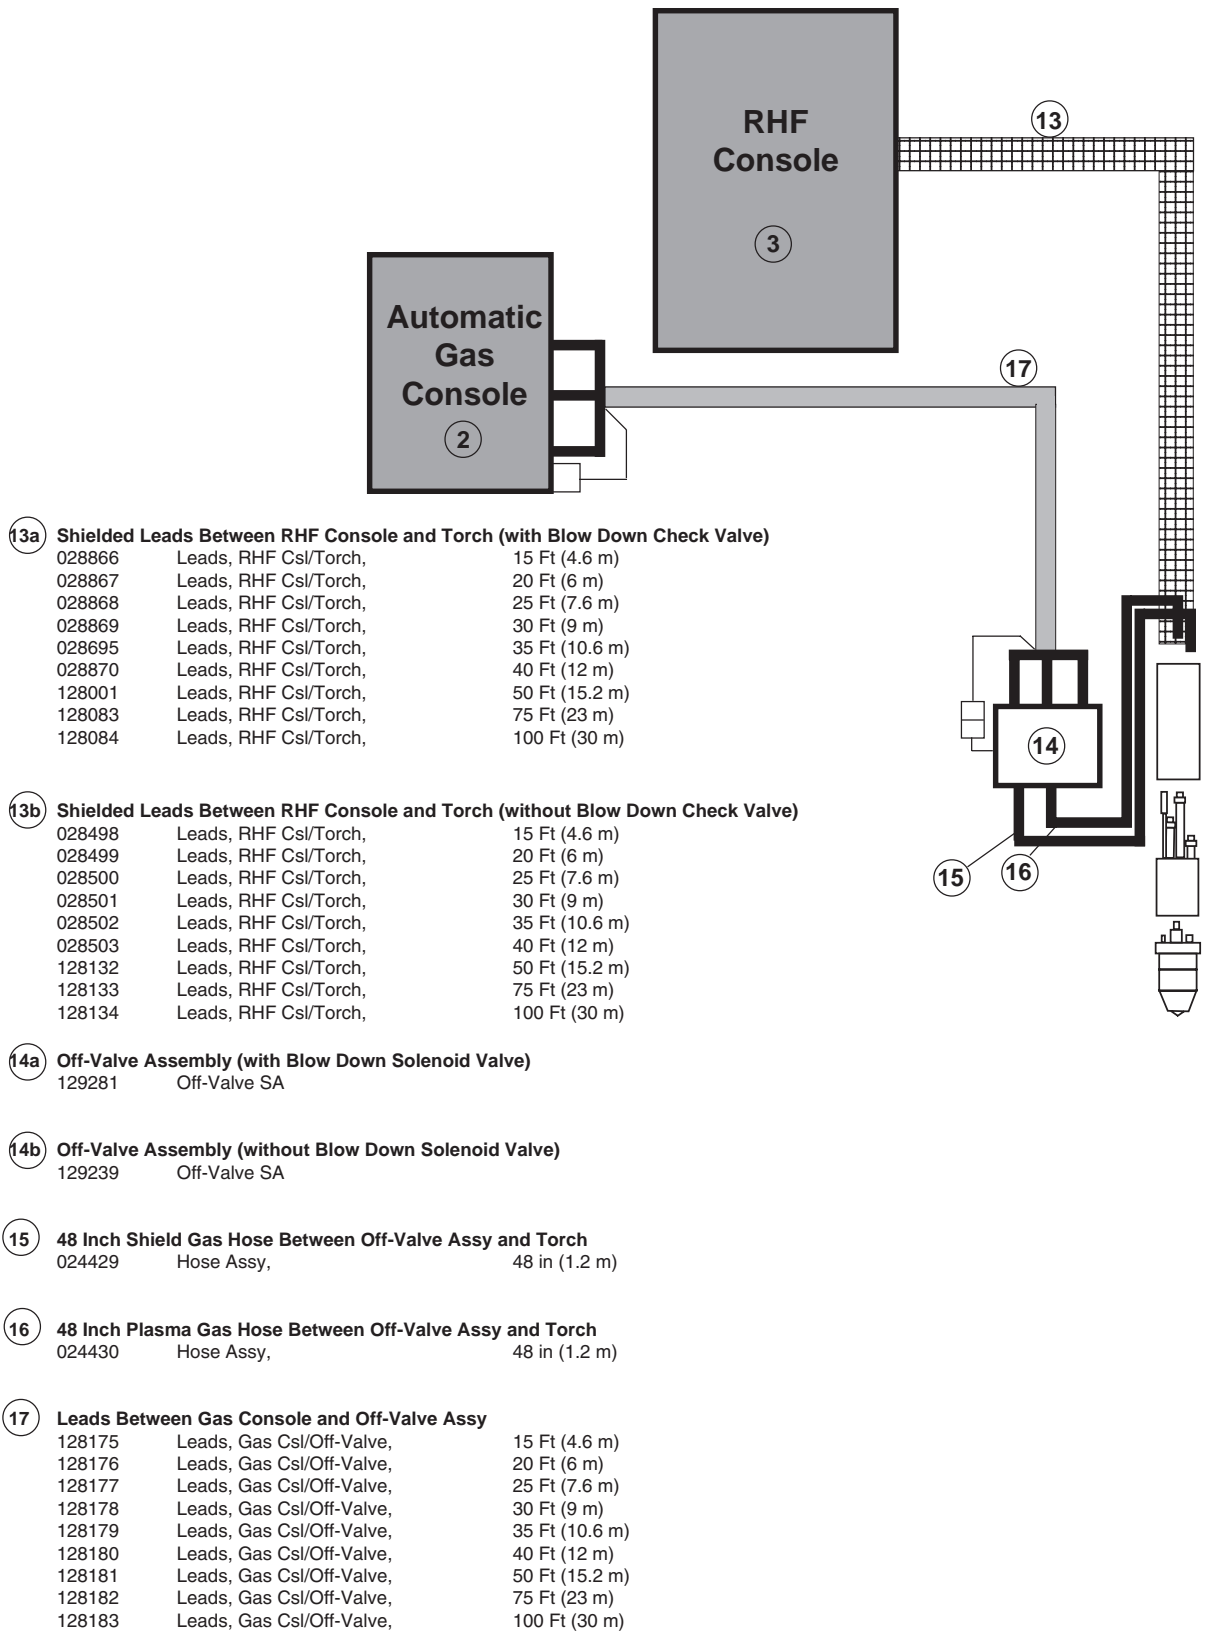 RHF
Console
3
13
Automatic
Gas
Console
2
17
14
15
16
13a Shielded Leads Between RHF Console and Torch (with Blow Down Check Valve)
028866 Leads, RHF Csl/Torch, 15 Ft (4.6 m)
028867 Leads, RHF Csl/Torch, 20 Ft (6 m)
028868 Leads, RHF Csl/Torch, 25 Ft (7.6 m)
028869 Leads, RHF Csl/Torch, 30 Ft (9 m)
028695 Leads, RHF Csl/Torch, 35 Ft (10.6 m)
028870 Leads, RHF Csl/Torch, 40 Ft (12 m)
128001 Leads, RHF Csl/Torch, 50 Ft (15.2 m)
128083 Leads, RHF Csl/Torch, 75 Ft (23 m)
128084 Leads, RHF Csl/Torch, 100 Ft (30 m)
13b Shielded Leads Between RHF Console and Torch (without Blow Down Check Valve)
028498 Leads, RHF Csl/Torch, 15 Ft (4.6 m)
028499 Leads, RHF Csl/Torch, 20 Ft (6 m)
028500 Leads, RHF Csl/Torch, 25 Ft (7.6 m)
028501 Leads, RHF Csl/Torch, 30 Ft (9 m)
028502 Leads, RHF Csl/Torch, 35 Ft (10.6 m)
028503 Leads, RHF Csl/Torch, 40 Ft (12 m)
128132 Leads, RHF Csl/Torch, 50 Ft (15.2 m)
128133 Leads, RHF Csl/Torch, 75 Ft (23 m)
128134 Leads, RHF Csl/Torch, 100 Ft (30 m)
14a Off-Valve Assembly (with Blow Down Solenoid Valve)
129281 Off-Valve SA
14b Off-Valve Assembly (without Blow Down Solenoid Valve)
129239 Off-Valve SA
15 48 Inch Shield Gas Hose Between Off-Valve Assy and Torch
024429 Hose Assy, 48 in (1.2 m)
16 48 Inch Plasma Gas Hose Between Off-Valve Assy and Torch
024430 Hose Assy, 48 in (1.2 m)
17 Leads Between Gas Console and Off-Valve Assy
128175 Leads, Gas Csl/Off-Valve, 15 Ft (4.6 m)
128176 Leads, Gas Csl/Off-Valve, 20 Ft (6 m)
128177 Leads, Gas Csl/Off-Valve, 25 Ft (7.6 m)
128178 Leads, Gas Csl/Off-Valve, 30 Ft (9 m)
128179 Leads, Gas Csl/Off-Valve, 35 Ft (10.6 m)
128180 Leads, Gas Csl/Off-Valve, 40 Ft (12 m)
128181 Leads, Gas Csl/Off-Valve, 50 Ft (15.2 m)
128182 Leads, Gas Csl/Off-Valve, 75 Ft (23 m)
128183 Leads, Gas Csl/Off-Valve, 100 Ft (30 m)